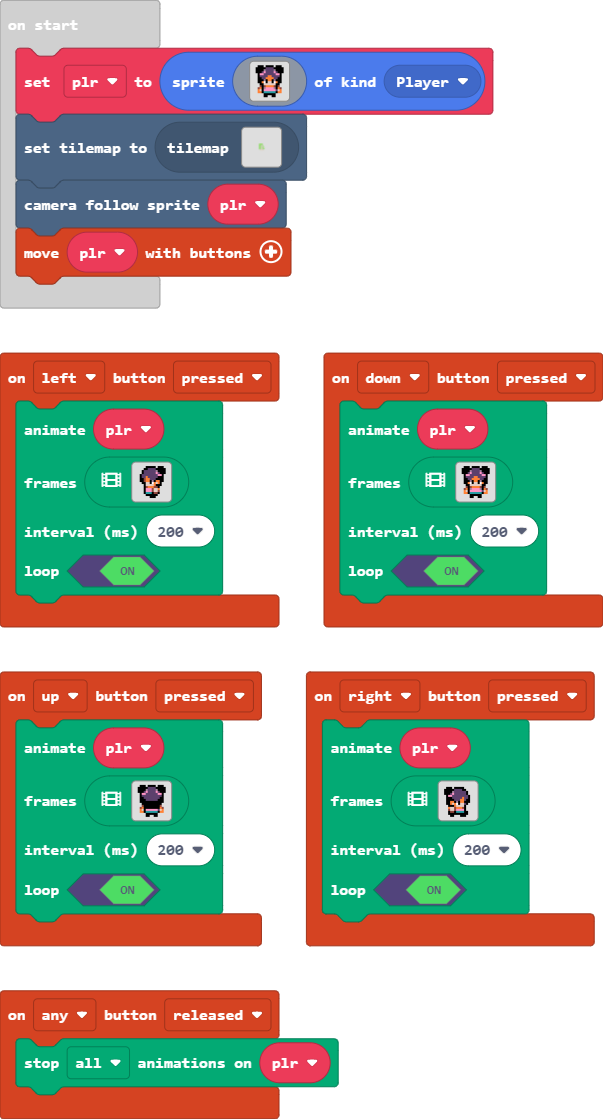 on start
set plr to sprite of kind Player
set tilemap to tilemap
camera follow sprite plr
move plr with buttons
on left button pressed
animate plr
frames
interval (ms) 200
loop ON
on down button pressed
animate plr
frames
interval (ms) 200
loop ON
on up button pressed
animate plr
frames
interval (ms) 200
loop ON
on right button pressed
animate plr
frames
interval (ms) 200
loop ON
on any button released
stop all animations on plr